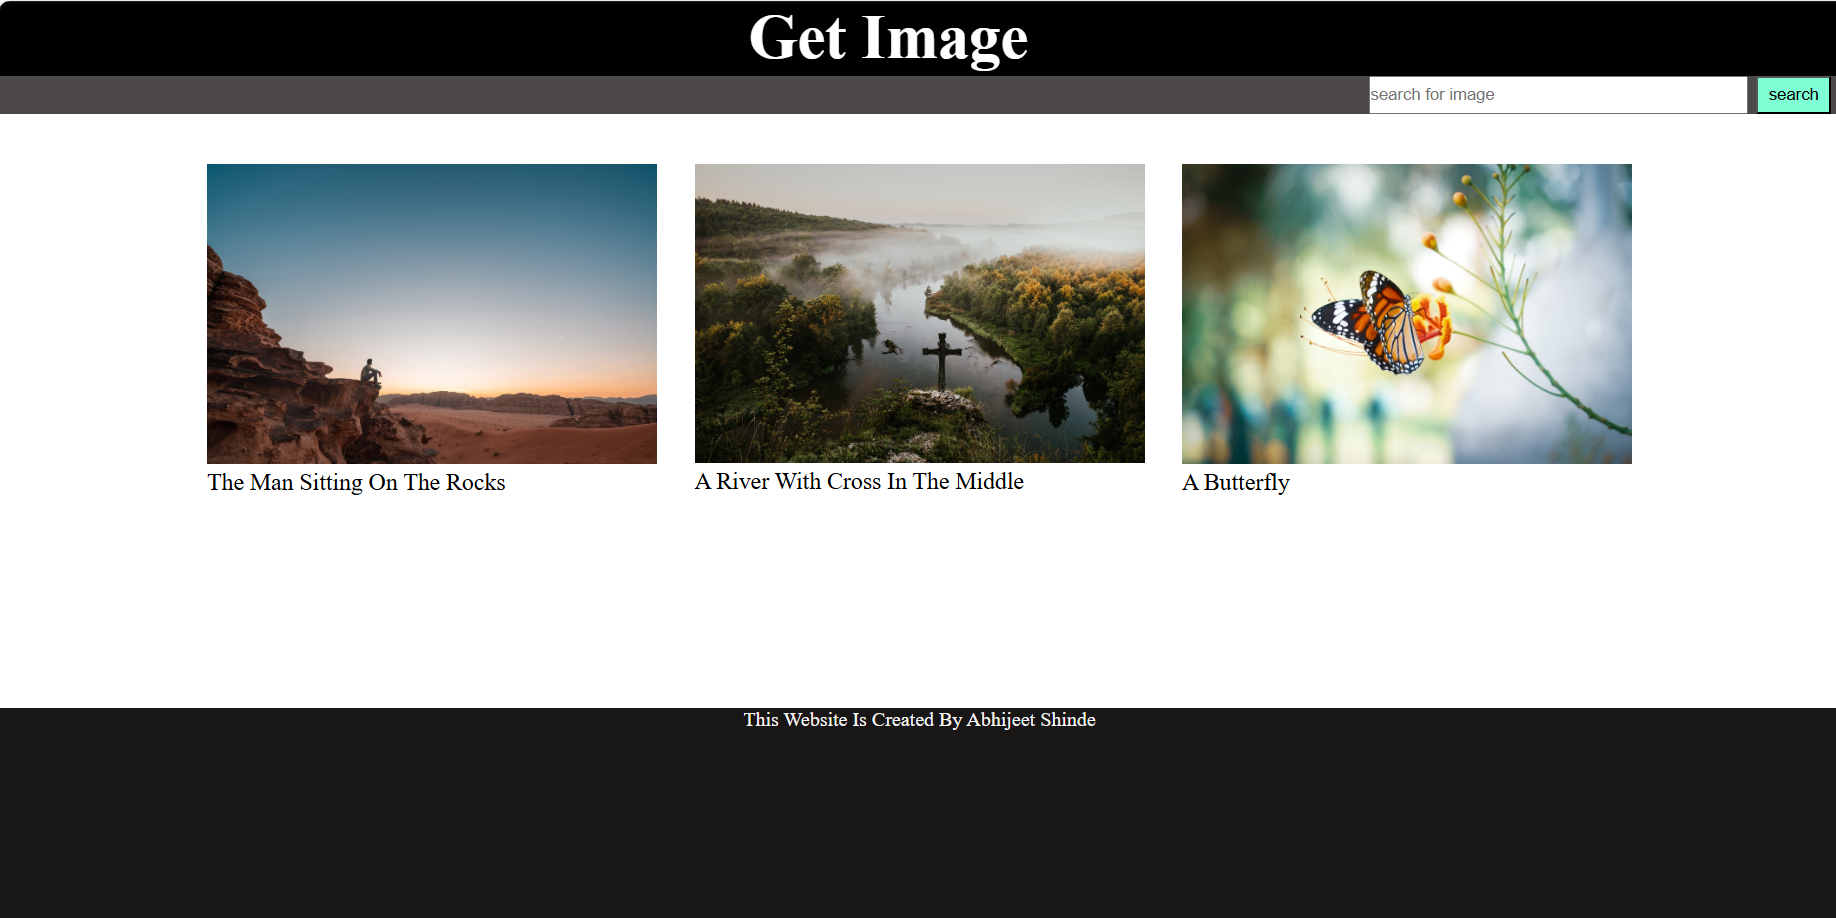 Get Image
search for image
search
The Man Sitting On The Rocks
A River With Cross In The Middle
A Butterfly
This Website Is Created By Abhijeet Shinde